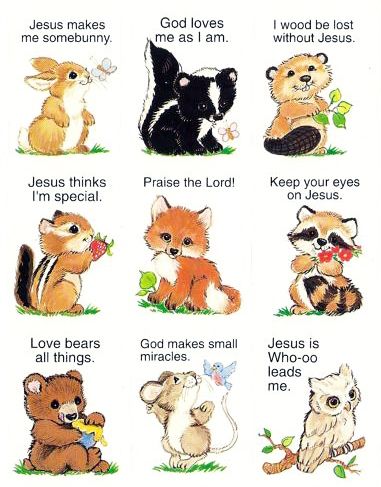 Jesus makes
me somebunny.
God loves
me as I am.
I wood be lost
without Jesus.
Jesus thinks
I'm special.
Praise the Lord!
Keep your eyes
on Jesus.
Love bears
all things.
God makes small
miracles.
Jesus is
Who-oo
leads
me.